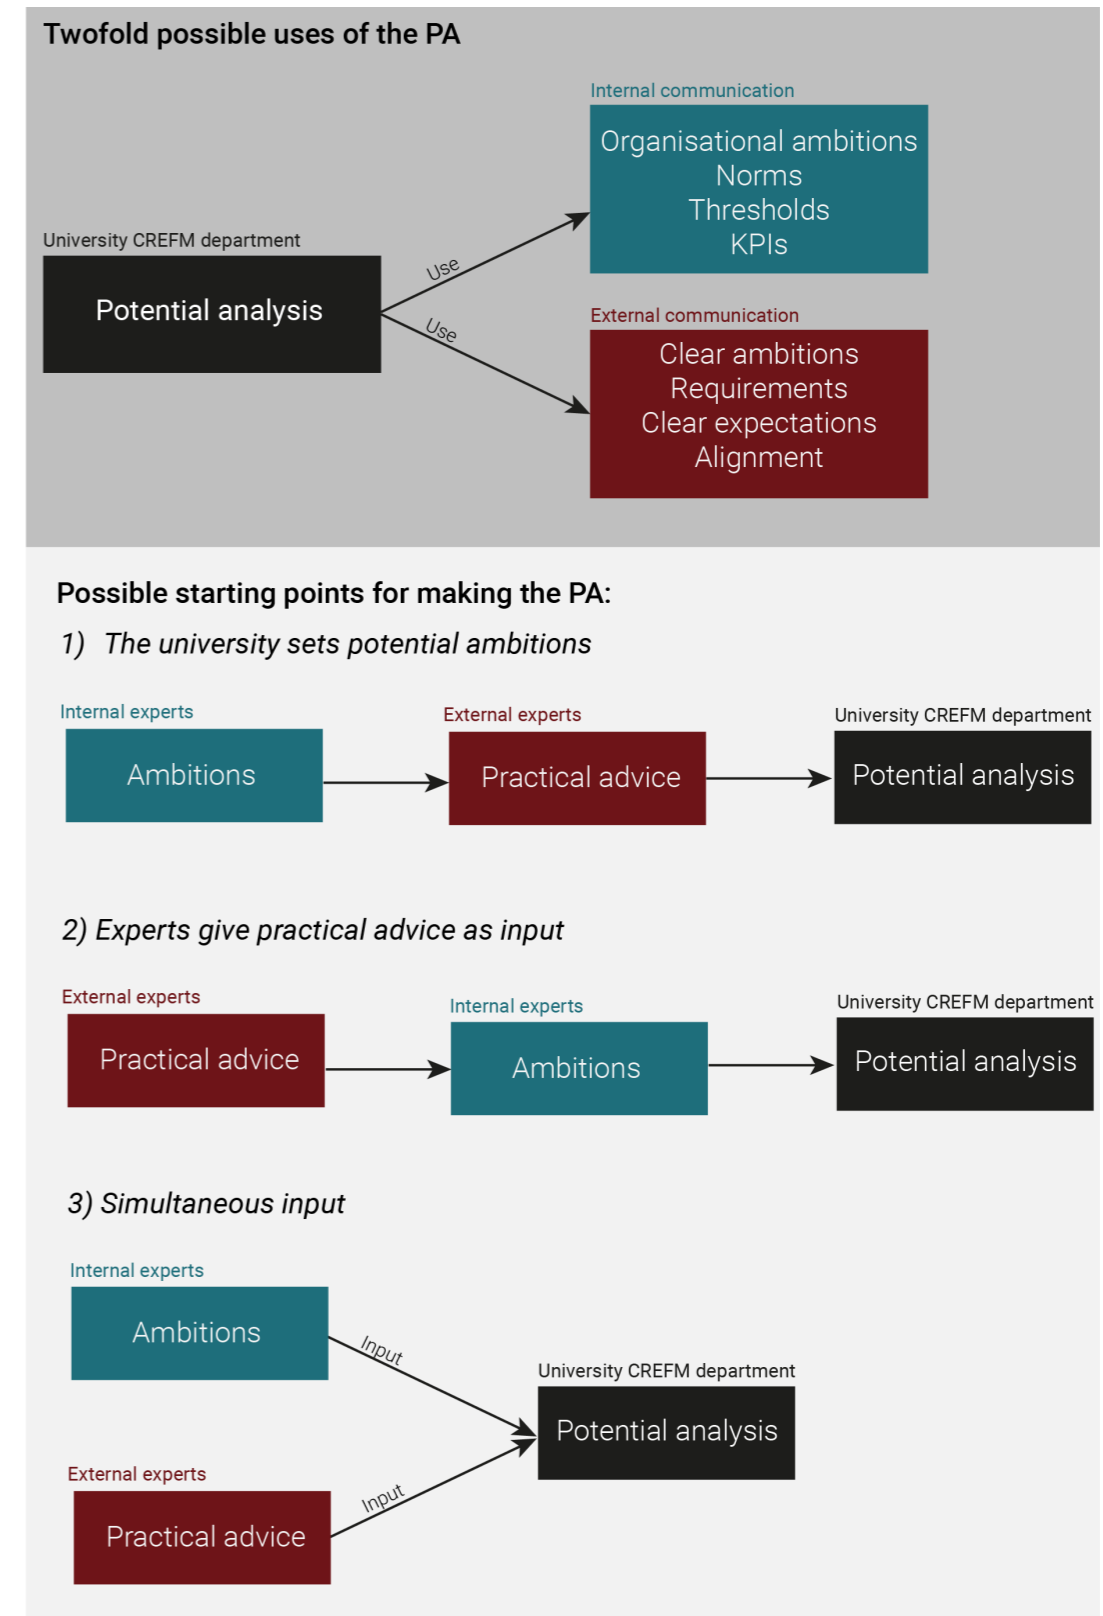 Twofold possible uses of the PA
Internal communication
Organisational ambitions
Norms
Thresholds
KPIs
University CREFM department
Potential analysis
Use
Use
External communication
Clear ambitions
Requirements
Clear expectations
Alignment
Possible starting points for making the PA:
1) The university sets potential ambitions
Internal experts
Ambitions
External experts
Practical advice
University CREFM department
Potential analysis
2) Experts give practical advice as input
External experts
Practical advice
Internal experts
Ambitions
University CREFM department
Potential analysis
3) Simultaneous input
Internal experts
Ambitions
Input
University CREFM department
Potential analysis
External experts
Practical advice
Input